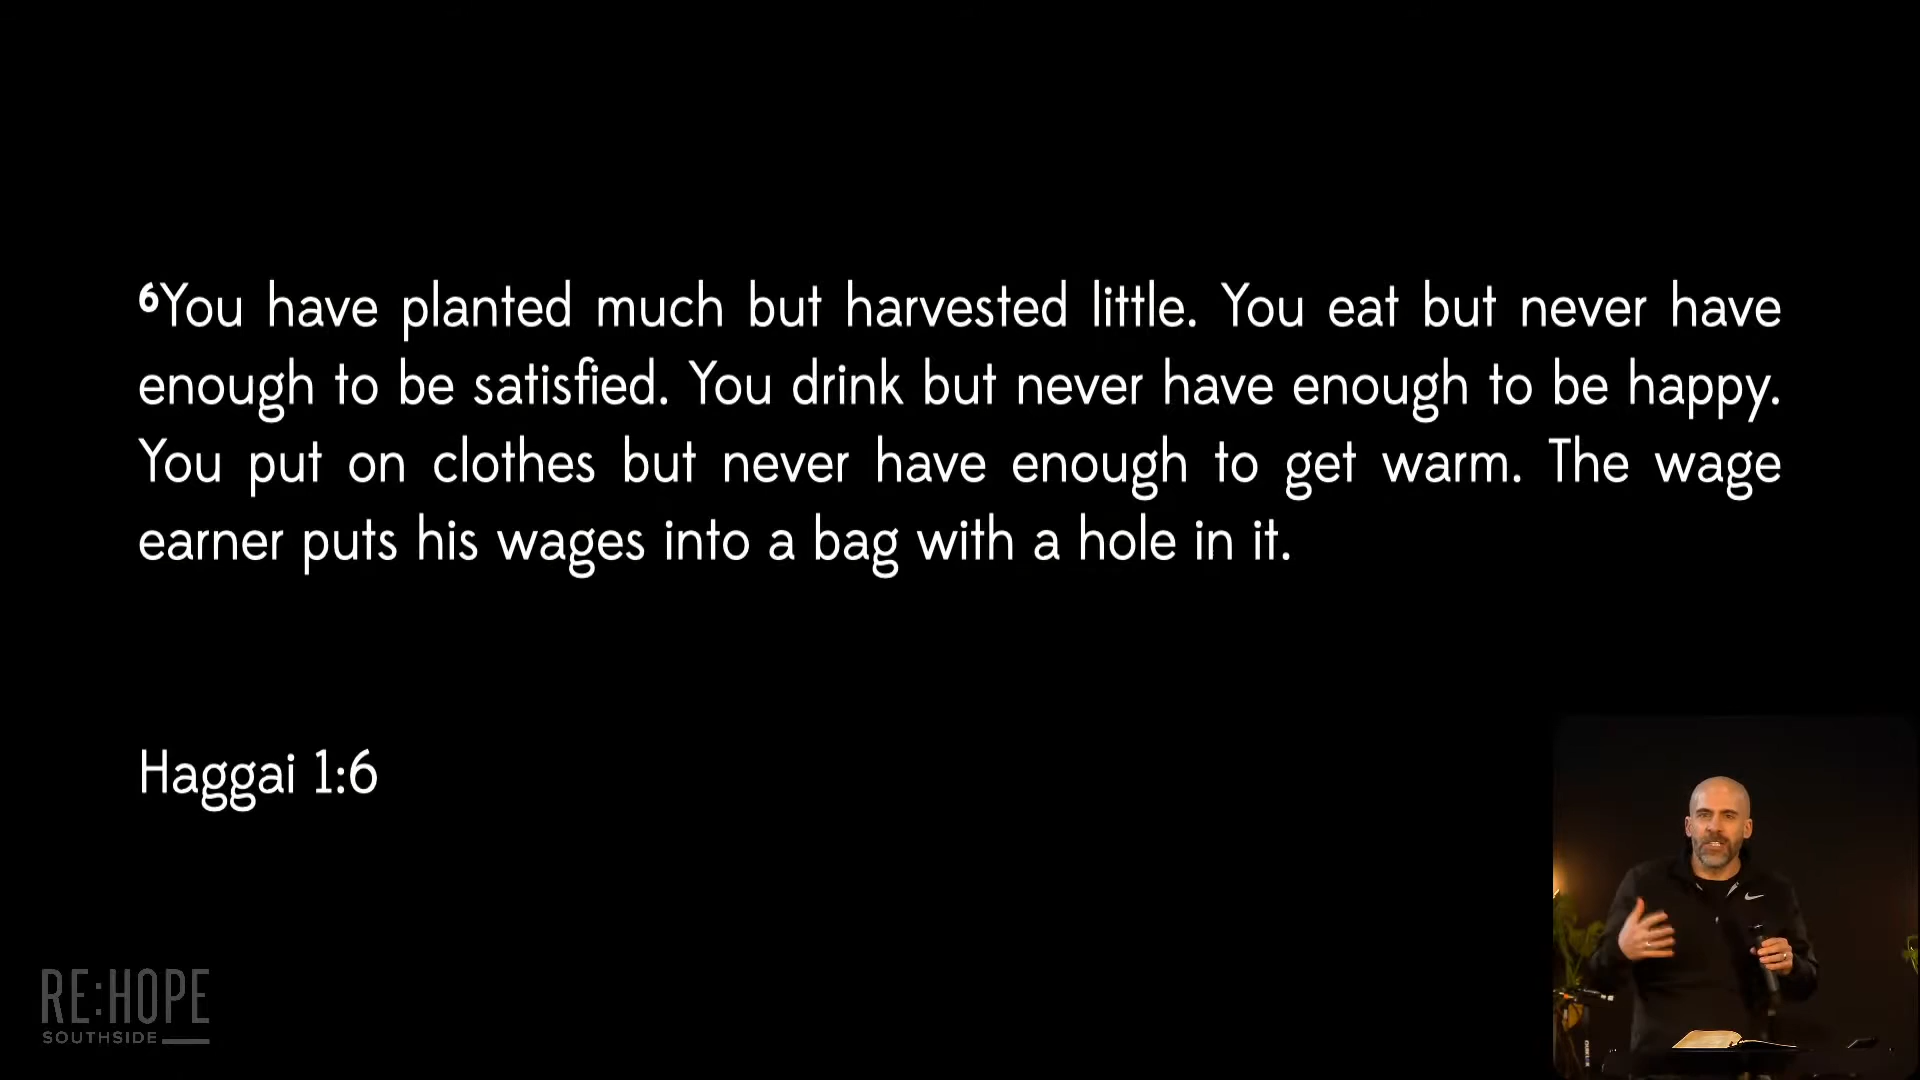 ⁶You have planted much but harvested little. You eat but never have
enough to be satisfied. You drink but never have enough to be happy.
You put on clothes but never have enough to get warm. The wage
earner puts his wages into a bag with a hole in it.
Haggai 1:6
RE:HOPE
SOUTHSIDE